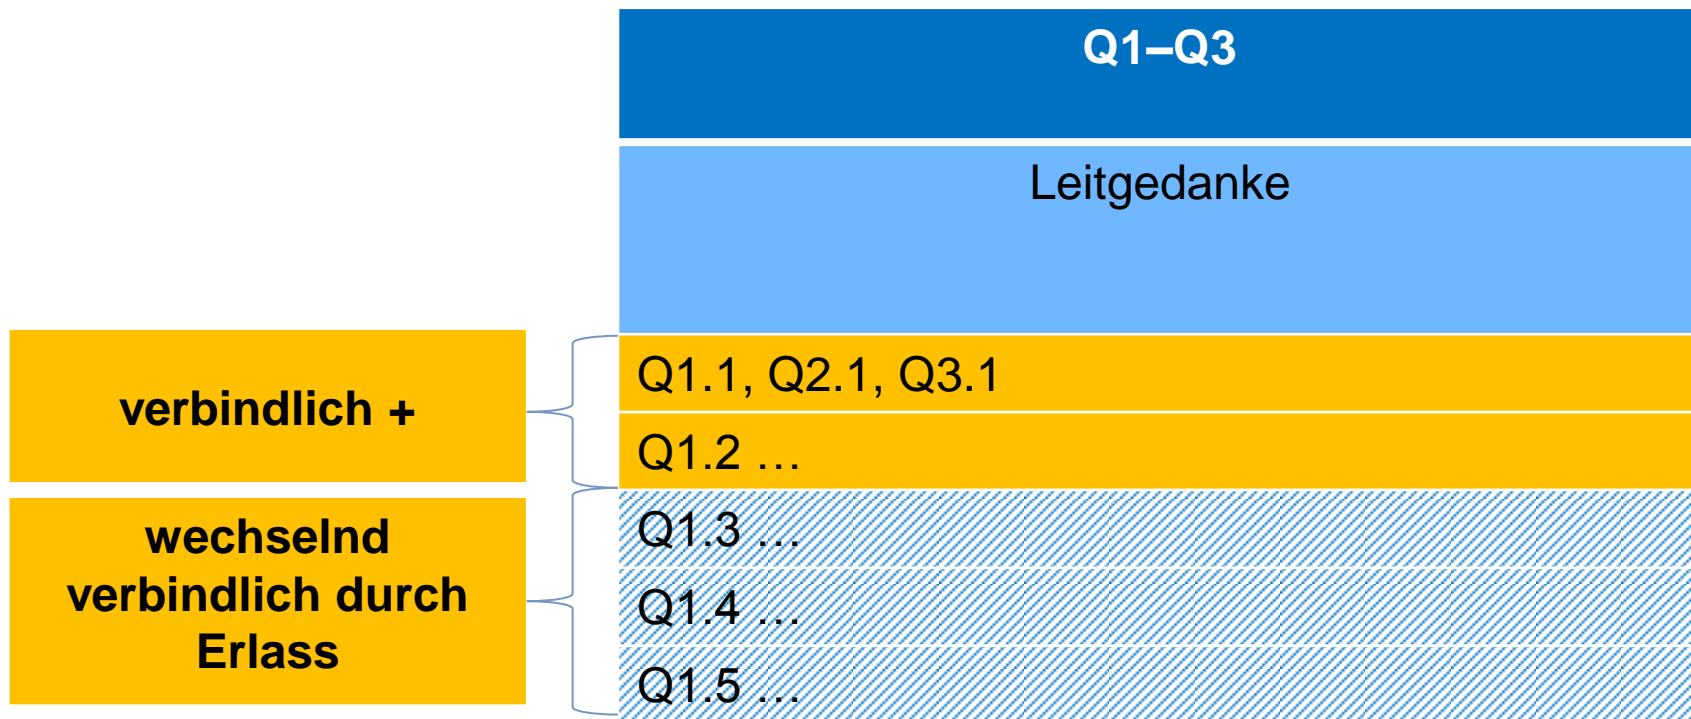 Q1–Q3
Leitgedanke
verbindlich +
Q1.1, Q2.1, Q3.1
Q1.2 …
wechselnd
verbindlich durch
Erlass
Q1.3 …
Q1.4 …
Q1.5 …